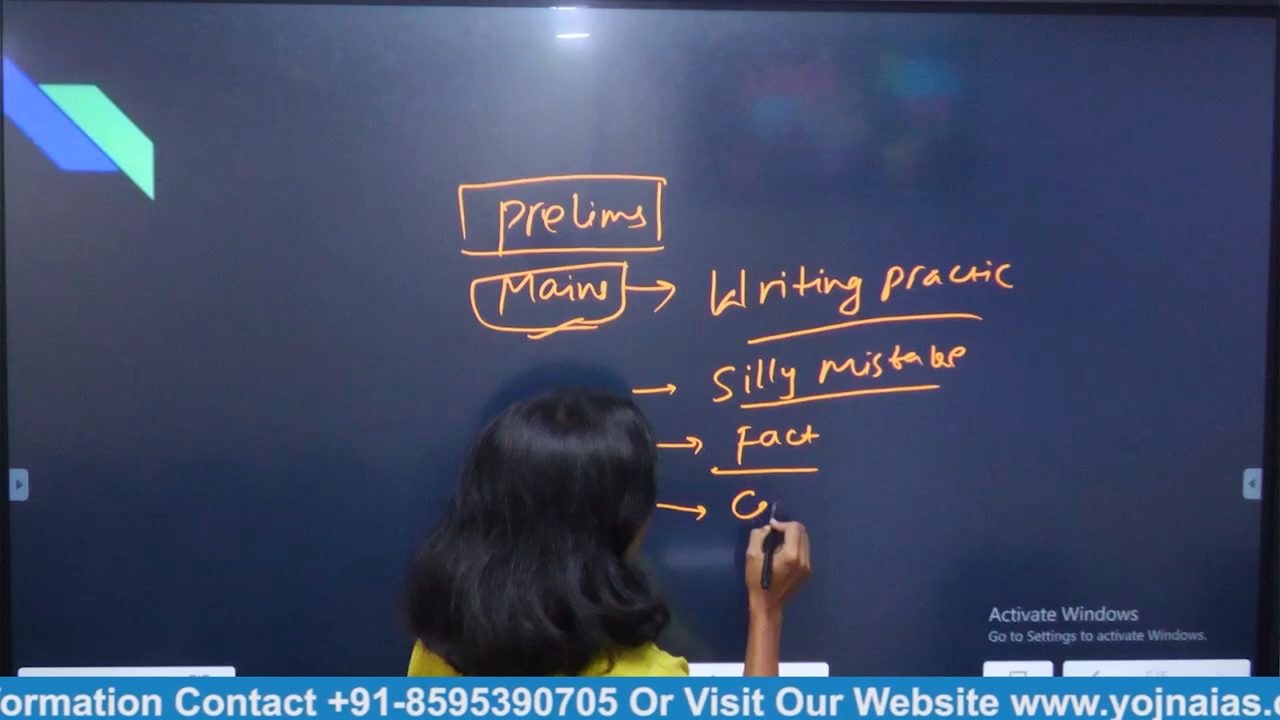 Prelims
Mains → Writing practic
→ Silly Mistake
→ Fact
→
Activate Windows
Go to Settings to activate Windows.
formation Contact +91-8595390705 Or Visit Our Website www.yojnaias.c